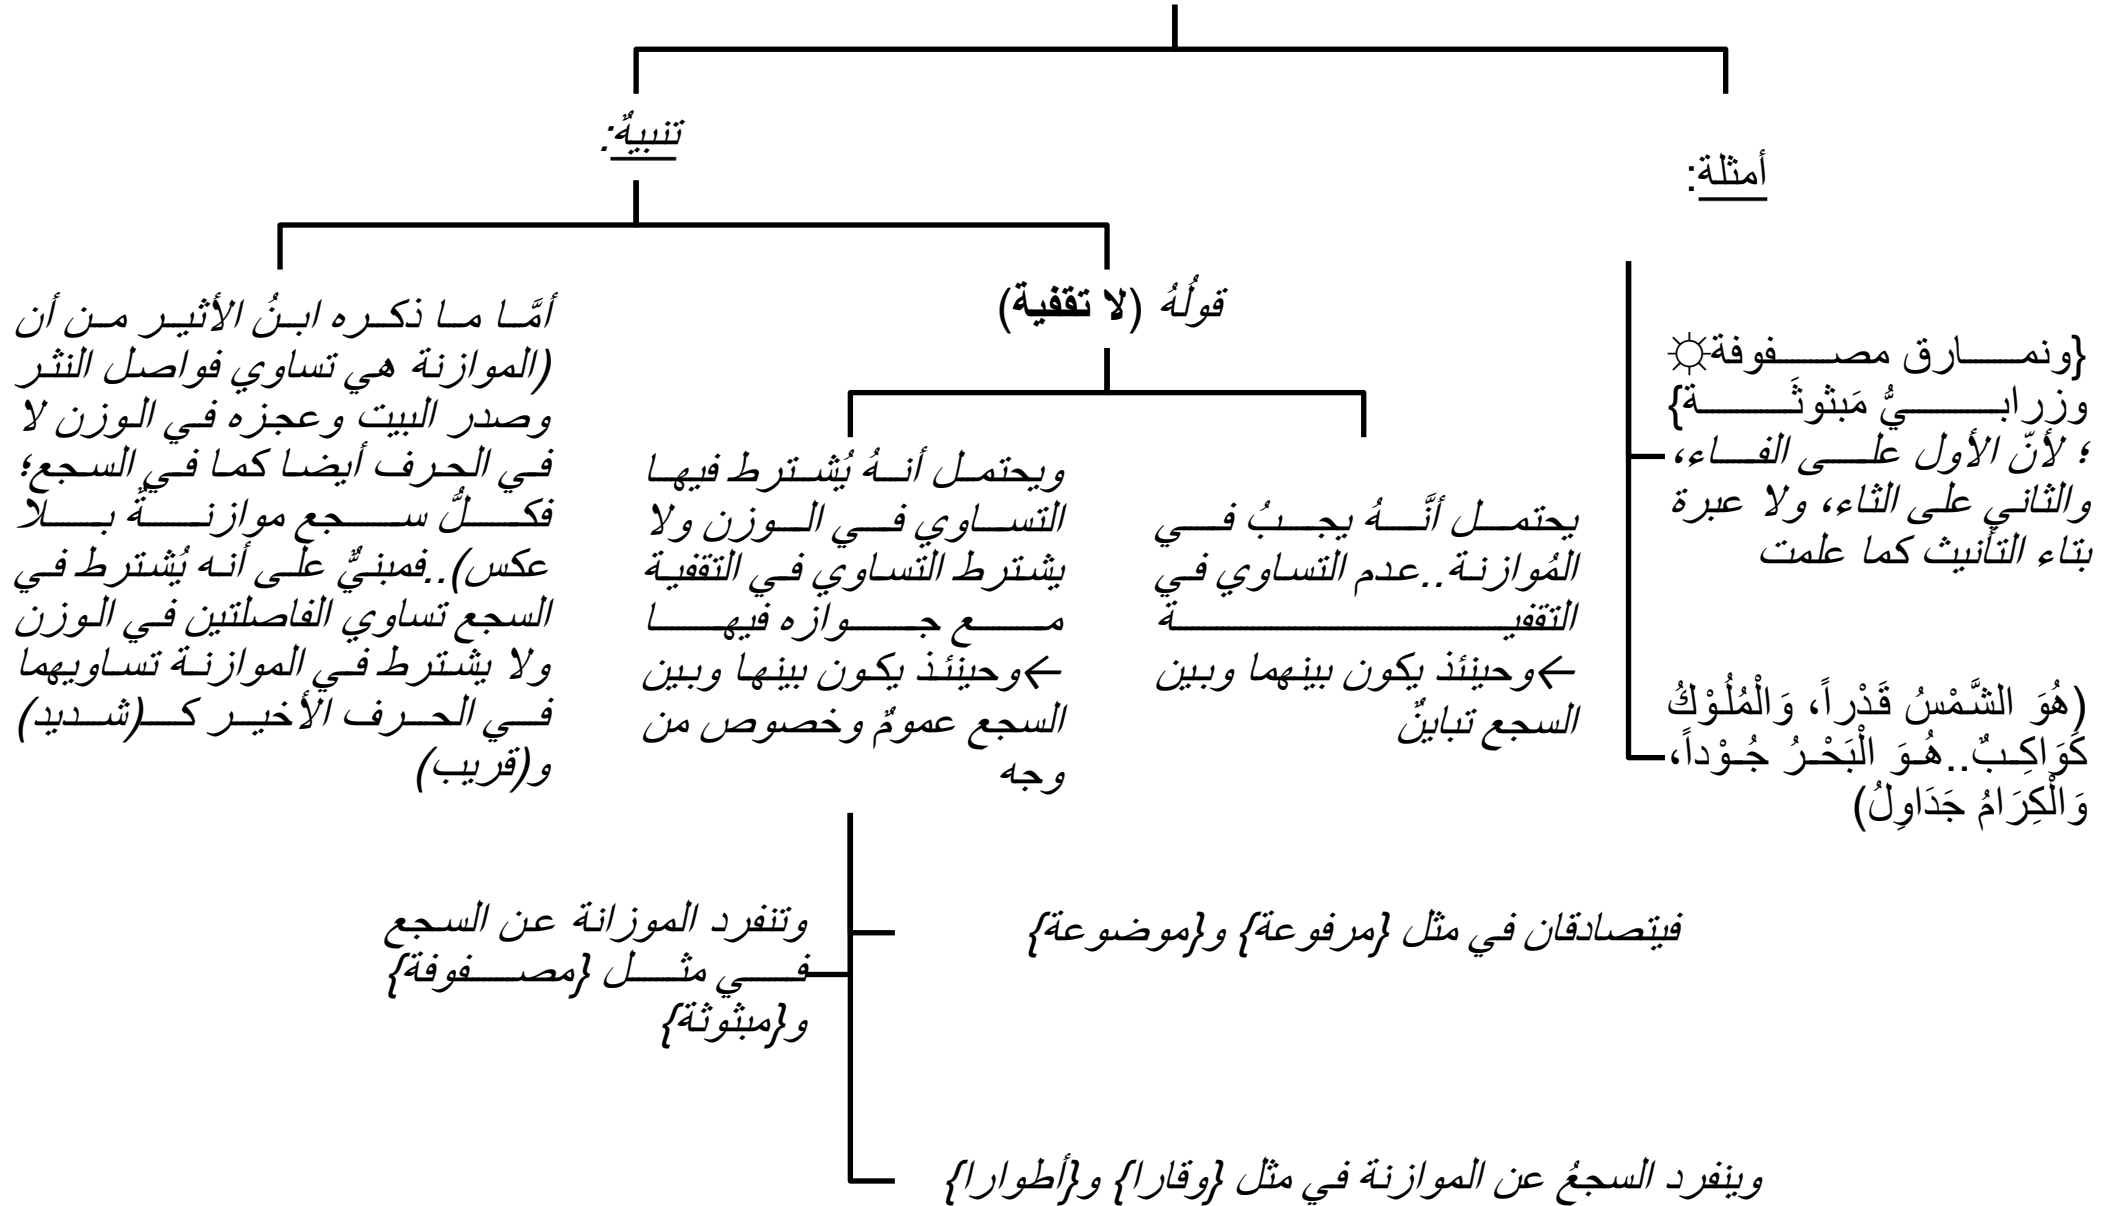 أمثلة:
{ونمارق مصفوفة☼
وزرابيُّ مَبثوثَة}
؛ لأنّ الأول على الفاء،
والثاني على الثاء، ولا عبرة
بتاء التأنيث كما علمت
(هُوَ الشَّمْسُ قَدْراً، وَالْمُلُوْكُ
كَوَاكِبٌ..هُوَ الْبَحْرُ جُوْداً،
وَالْكِرَامُ جَدَاوِلُ)
تنبيهٌ:
قولُهُ (لا تقفية)
يحتمل أنَّهُ يجبُ في
المُوازنة..عدم التساوي في
التقفية
←وحينئذ يكون بينهما وبين
السجع تباينٌ
ويحتمل أنهُ يُشترط فيها
التساوي في الوزن ولا
يشترط التساوي في التقفية
مع جوازه فيها
←وحينئذ يكون بينها وبين
السجع عمومٌ وخصوص من
وجه
فيتصادقان في مثل {مرفوعة} و{موضوعة}
وتنفرد الموزانة عن السجع
في مثل {مصفوفة}
و{مبثوثة}
وينفرد السجعُ عن الموازنة في مثل {وقارا} و{أطوارا}
أمَّا ما ذكره ابنُ الأثير من أن
(الموازنة هي تساوي فواصل النثر
وصدر البيت وعجزه في الوزن لا
في الحرف أيضا كما في السجع؛
فكلُّ سجع موازنةٌ بلا
عكس)..فمبنيٌّ على أنه يُشترط في
السجع تساوي الفاصلتين في الوزن
ولا يشترط في الموازنة تساويهما
في الحرف الأخير كـ(شديد)
و(قريب)